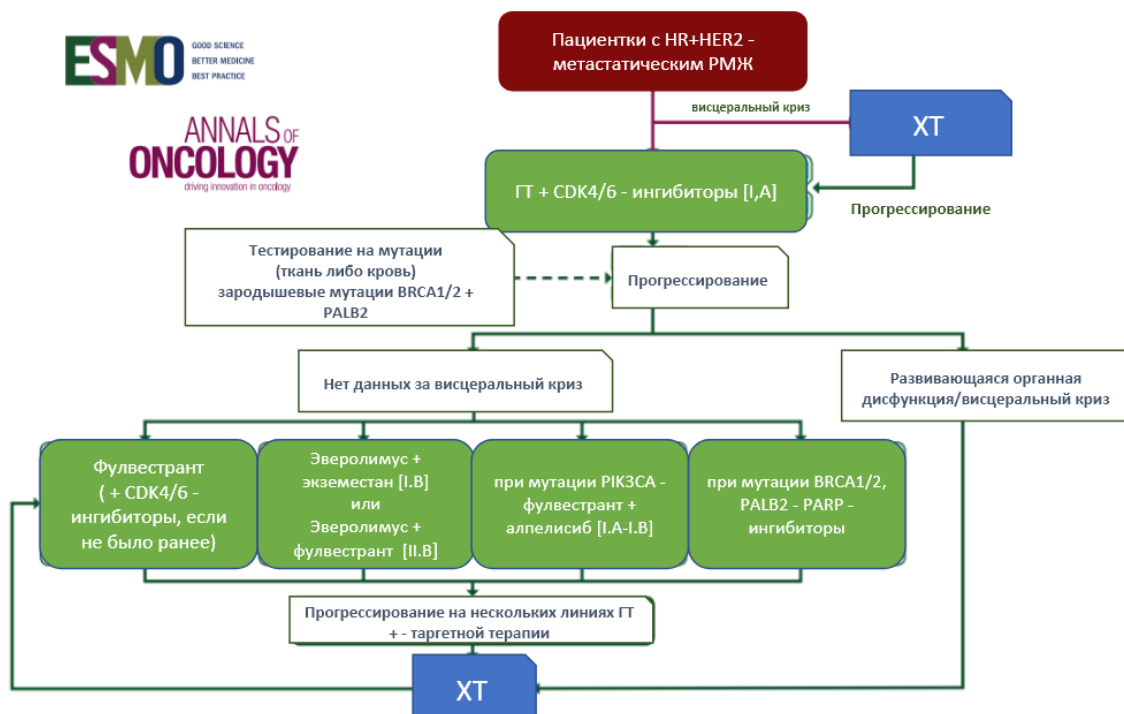 ESMO
GOOD SCIENCE
BETTER MEDICINE
BEST PRACTICE
ANNALS OF
ONCOLOGY
driving innovation in oncology
Пациентки с HR+HER2 -
метастатическим РМЖ
висцеральный криз
ХТ
ГТ + CDK4/6 - ингибиторы [I,A]
Прогрессирование
Тестирование на мутации
(ткань либо кровь)
зародышевые мутации BRCA1/2 +
PALB2
Прогрессирование
Нет данных за висцеральный криз
Развивающаяся органная
дисфункция/висцеральный криз
Фулвестрант
( + CDK4/6 -
ингибиторы, если
не было ранее)
Эверолимус +
экземестан [I.B]
или
Эверолимус +
фулвестрант [II.B]
при мутации PIK3CA -
фулвестрант +
алпелисиб [I.A-I.B]
при мутации BRCA1/2,
PALB2 - PARP -
ингибиторы
Прогрессирование на нескольких линиях ГТ
+ - таргетной терапии
ХТ